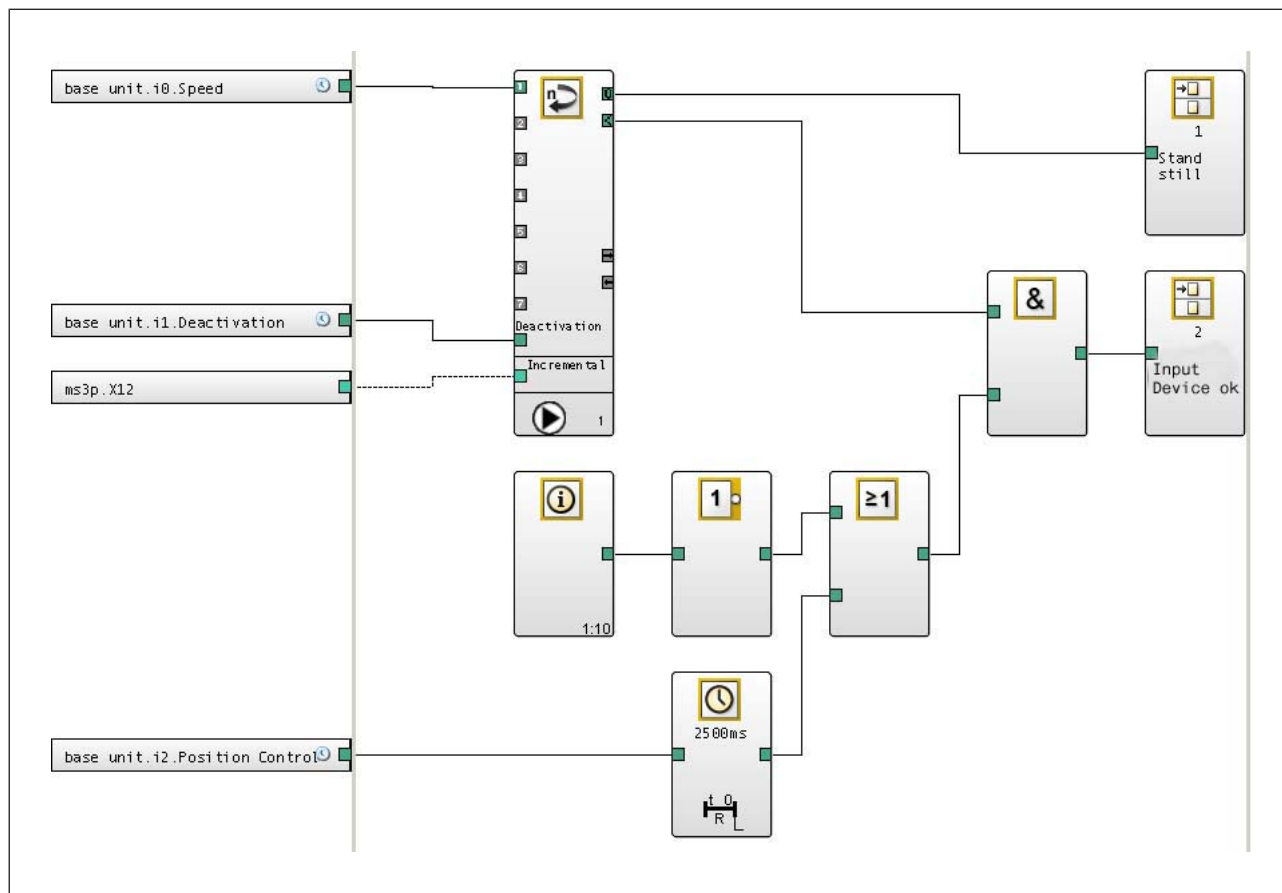 base unit.i0.Speed
n
1
2
3
4
5
6
7
Deactivation
Incremental
1
1
Stand
still
base unit.i1.Deactivation
ms3p.X12
&
2
Input
Device ok
i
1:10
1
≥1
2500ms
t 0
R
base unit.i2.Position Control